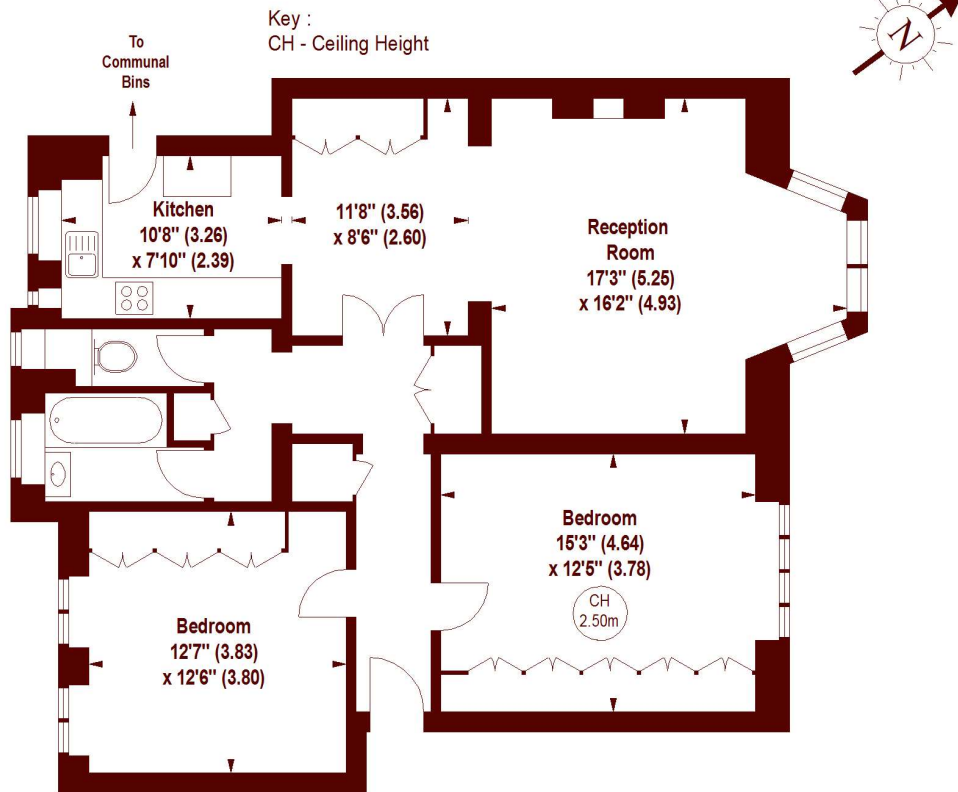 Key :
CH - Ceiling Height
N
To
Communal
Bins
Kitchen
10'8" (3.26)
x 7'10" (2.39)
11'8" (3.56)
x 8'6" (2.60)
Reception
Room
17'3" (5.25)
x 16'2" (4.93)
Bedroom
15'3" (4.64)
x 12'5" (3.78)
CH
2.50m
Bedroom
12'7" (3.83)
x 12'6" (3.80)